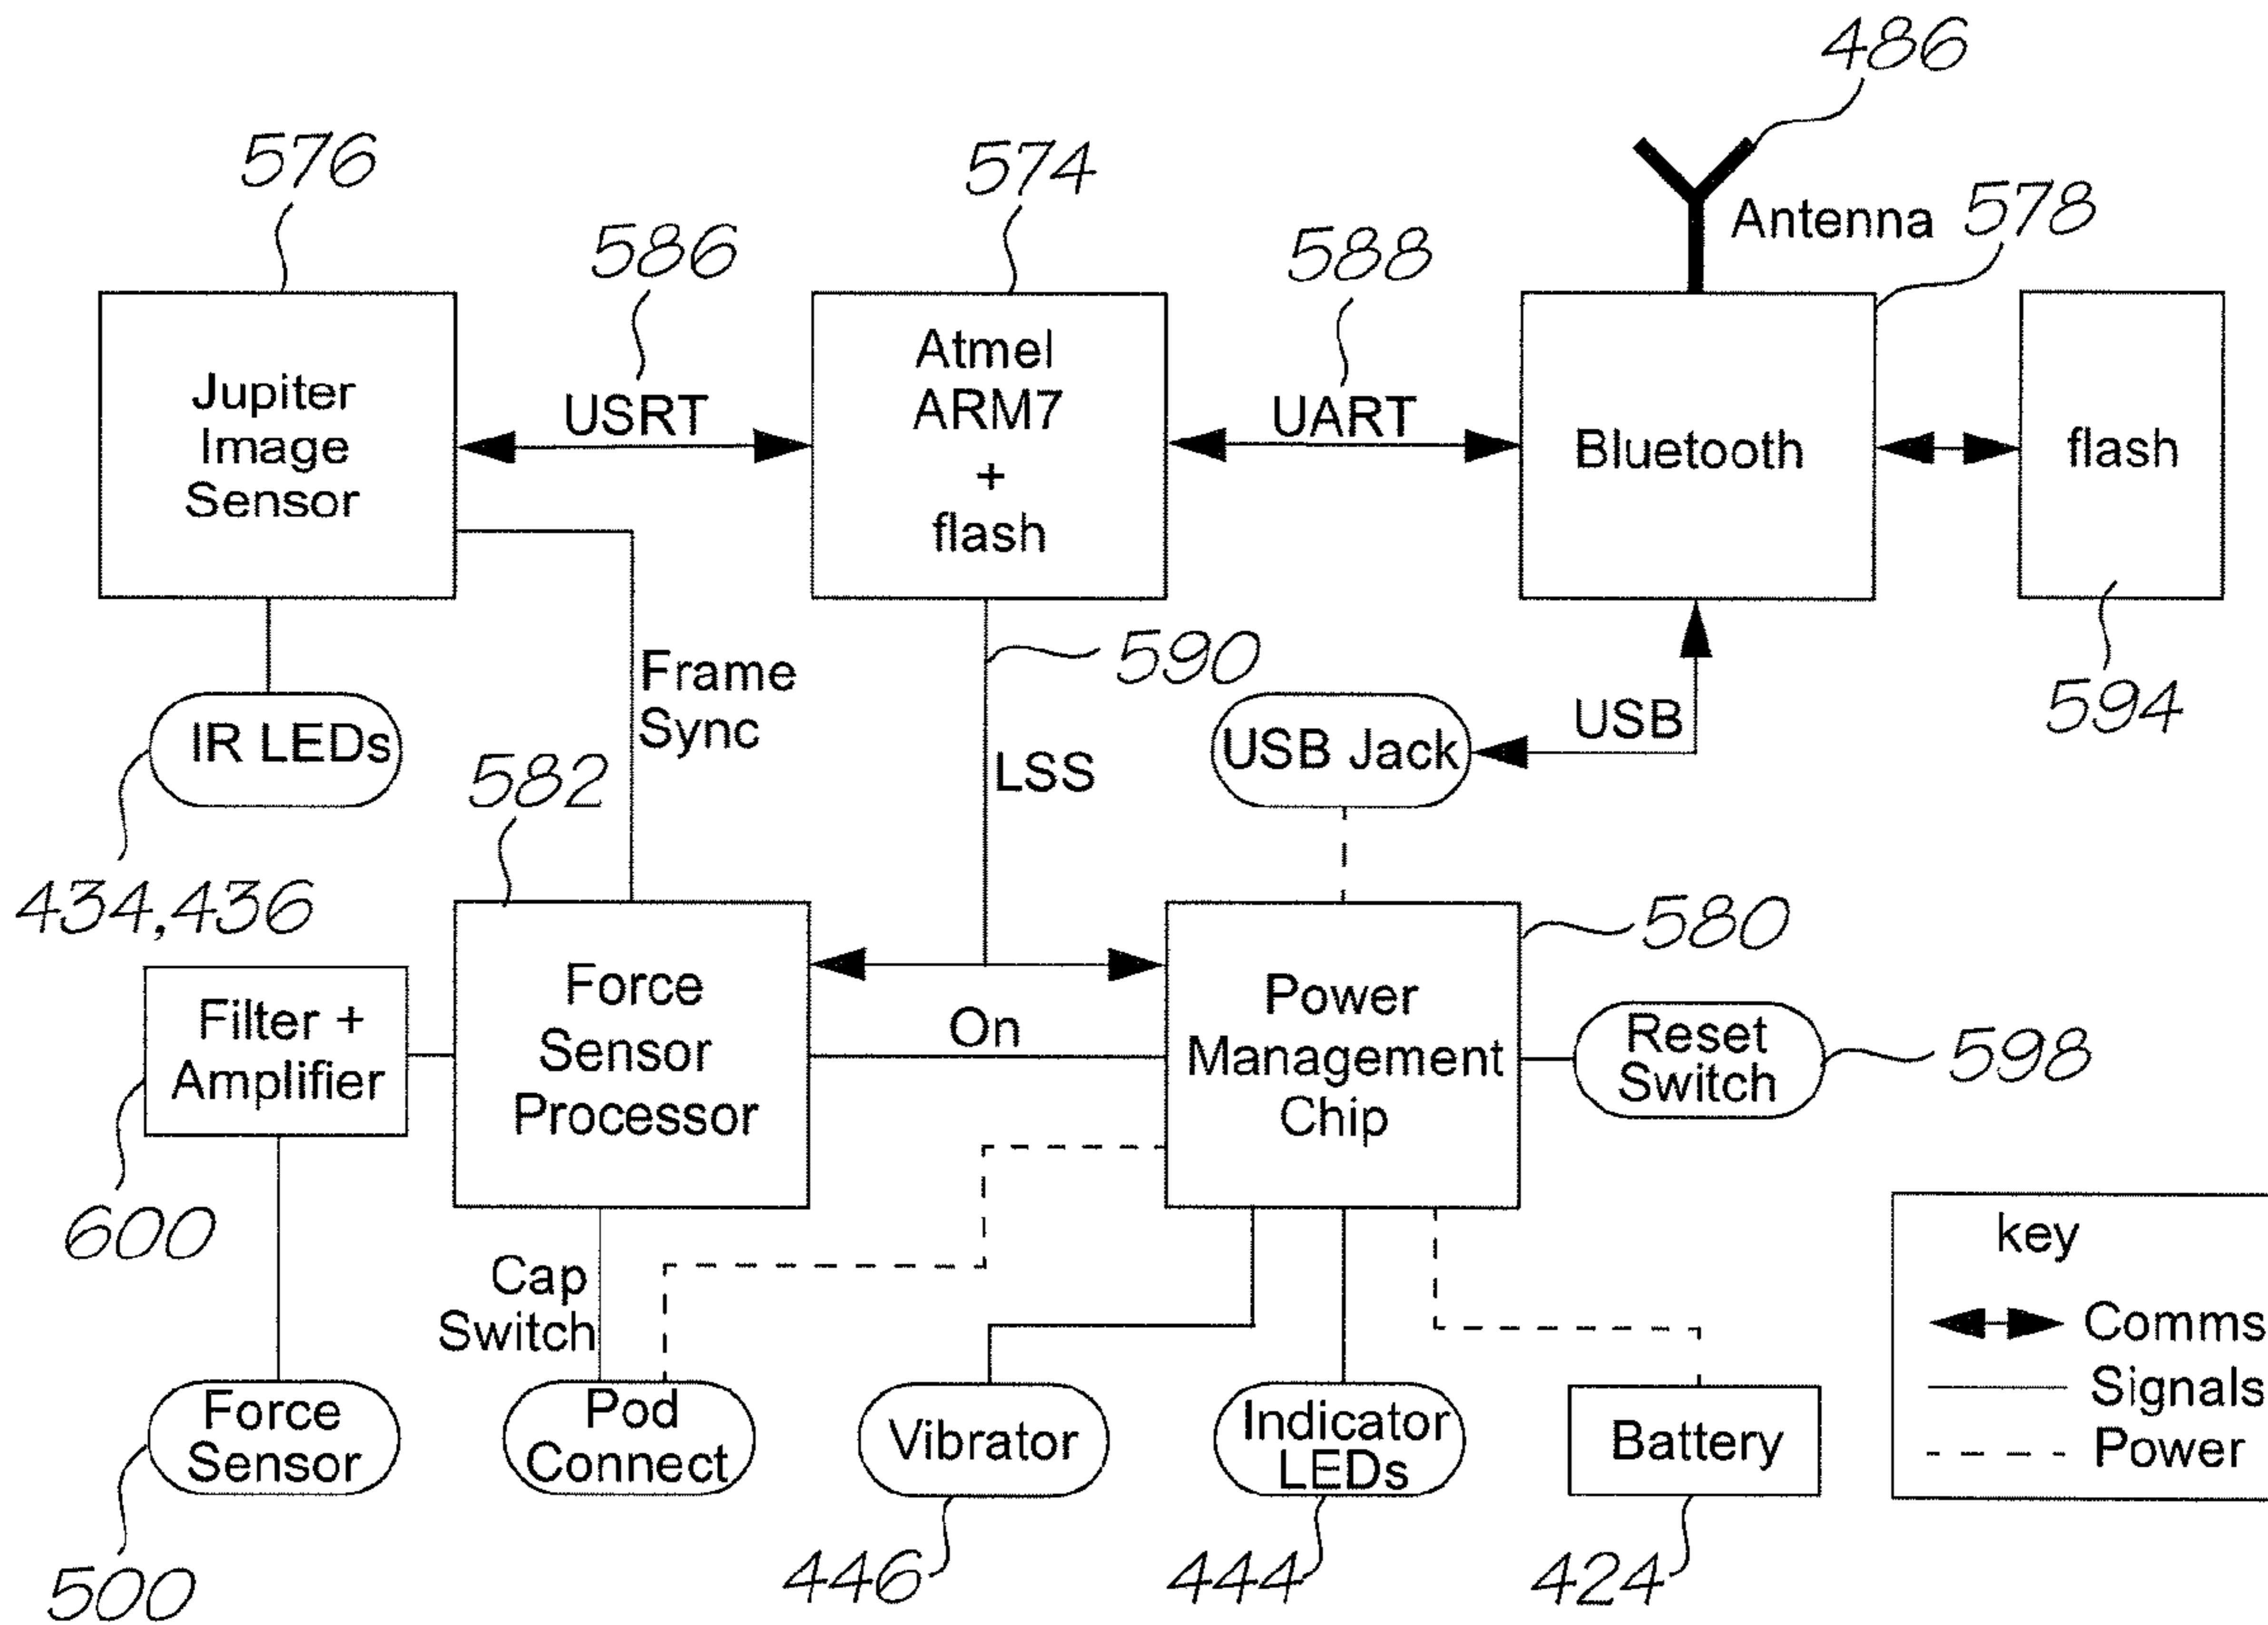 486
576
574
586
588
Antenna
578
Jupiter
Image
Sensor
USRT
Atmel
ARM7
+
flash
UART
Bluetooth
flash
590
594
Frame
Sync
IR LEDs
LSS
USB Jack
USB
582
434,436
580
Filter +
Amplifier
Force
Sensor
Processor
On
Power
Management
Chip
Reset
Switch
598
600
Cap
Switch
key
Comms
Signals
Power
Force
Sensor
Pod
Connect
Vibrator
Indicator
LEDs
Battery
500
446
444
424